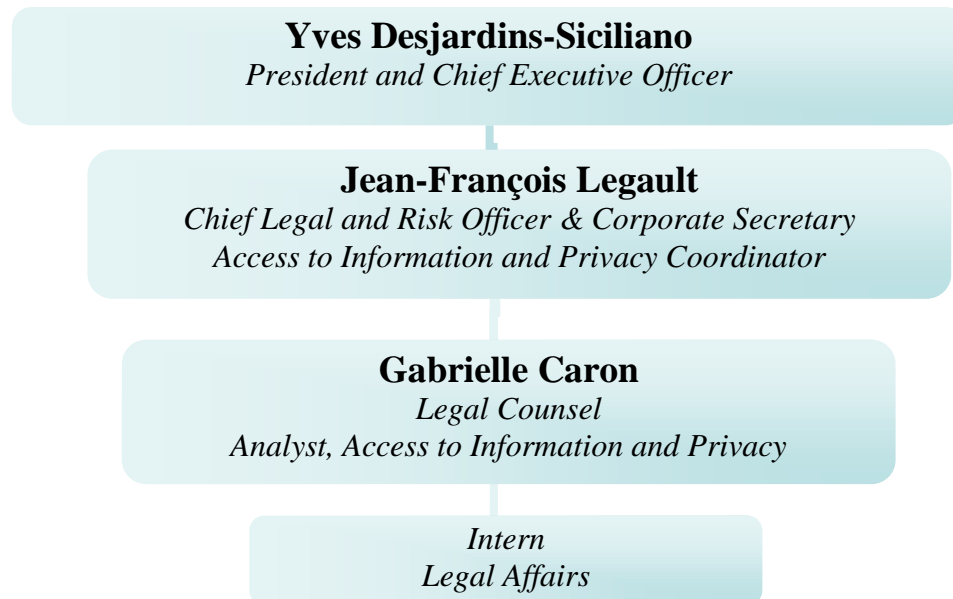 Yves Desjardins-Siciliano
President and Chief Executive Officer
Jean-François Legault
Chief Legal and Risk Officer & Corporate Secretary
Access to Information and Privacy Coordinator
Gabrielle Caron
Legal Counsel
Analyst, Access to Information and Privacy
Intern
Legal Affairs